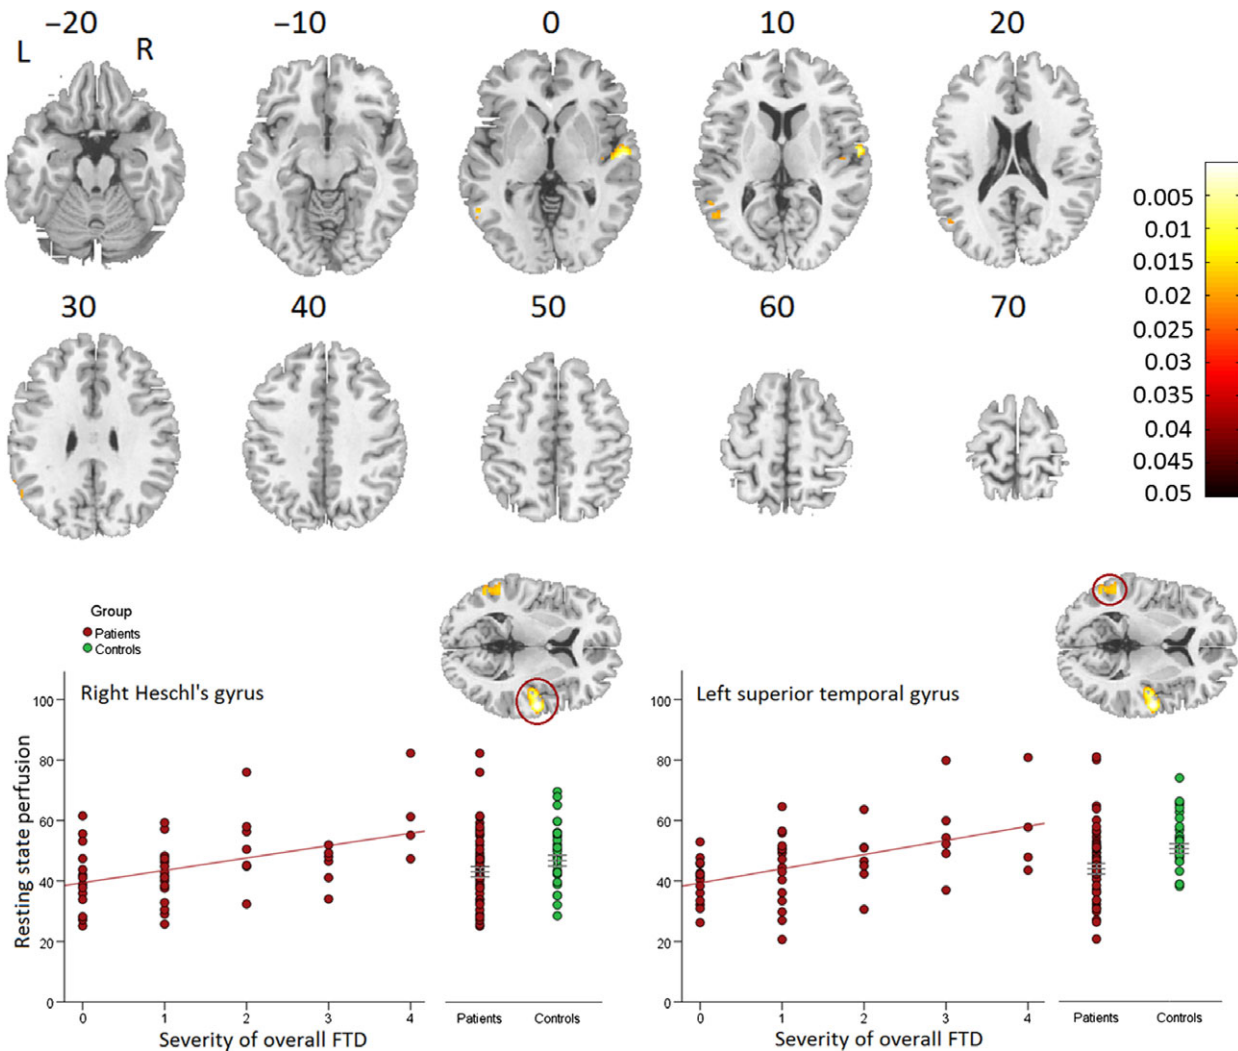 −20
−10
0
10
20
L
R
0.005
0.01
0.015
0.02
0.025
0.03
0.035
0.04
0.045
0.05
30
40
50
60
70
Group
Patients
Controls
Right Heschl's gyrus
Resting state perfusion
100
80
60
40
20
0
0 1 2 3 4
Severity of overall FTD
Patients Controls
Left superior temporal gyrus
100
80
60
40
20
0
0 1 2 3 4
Severity of overall FTD
Patients Controls